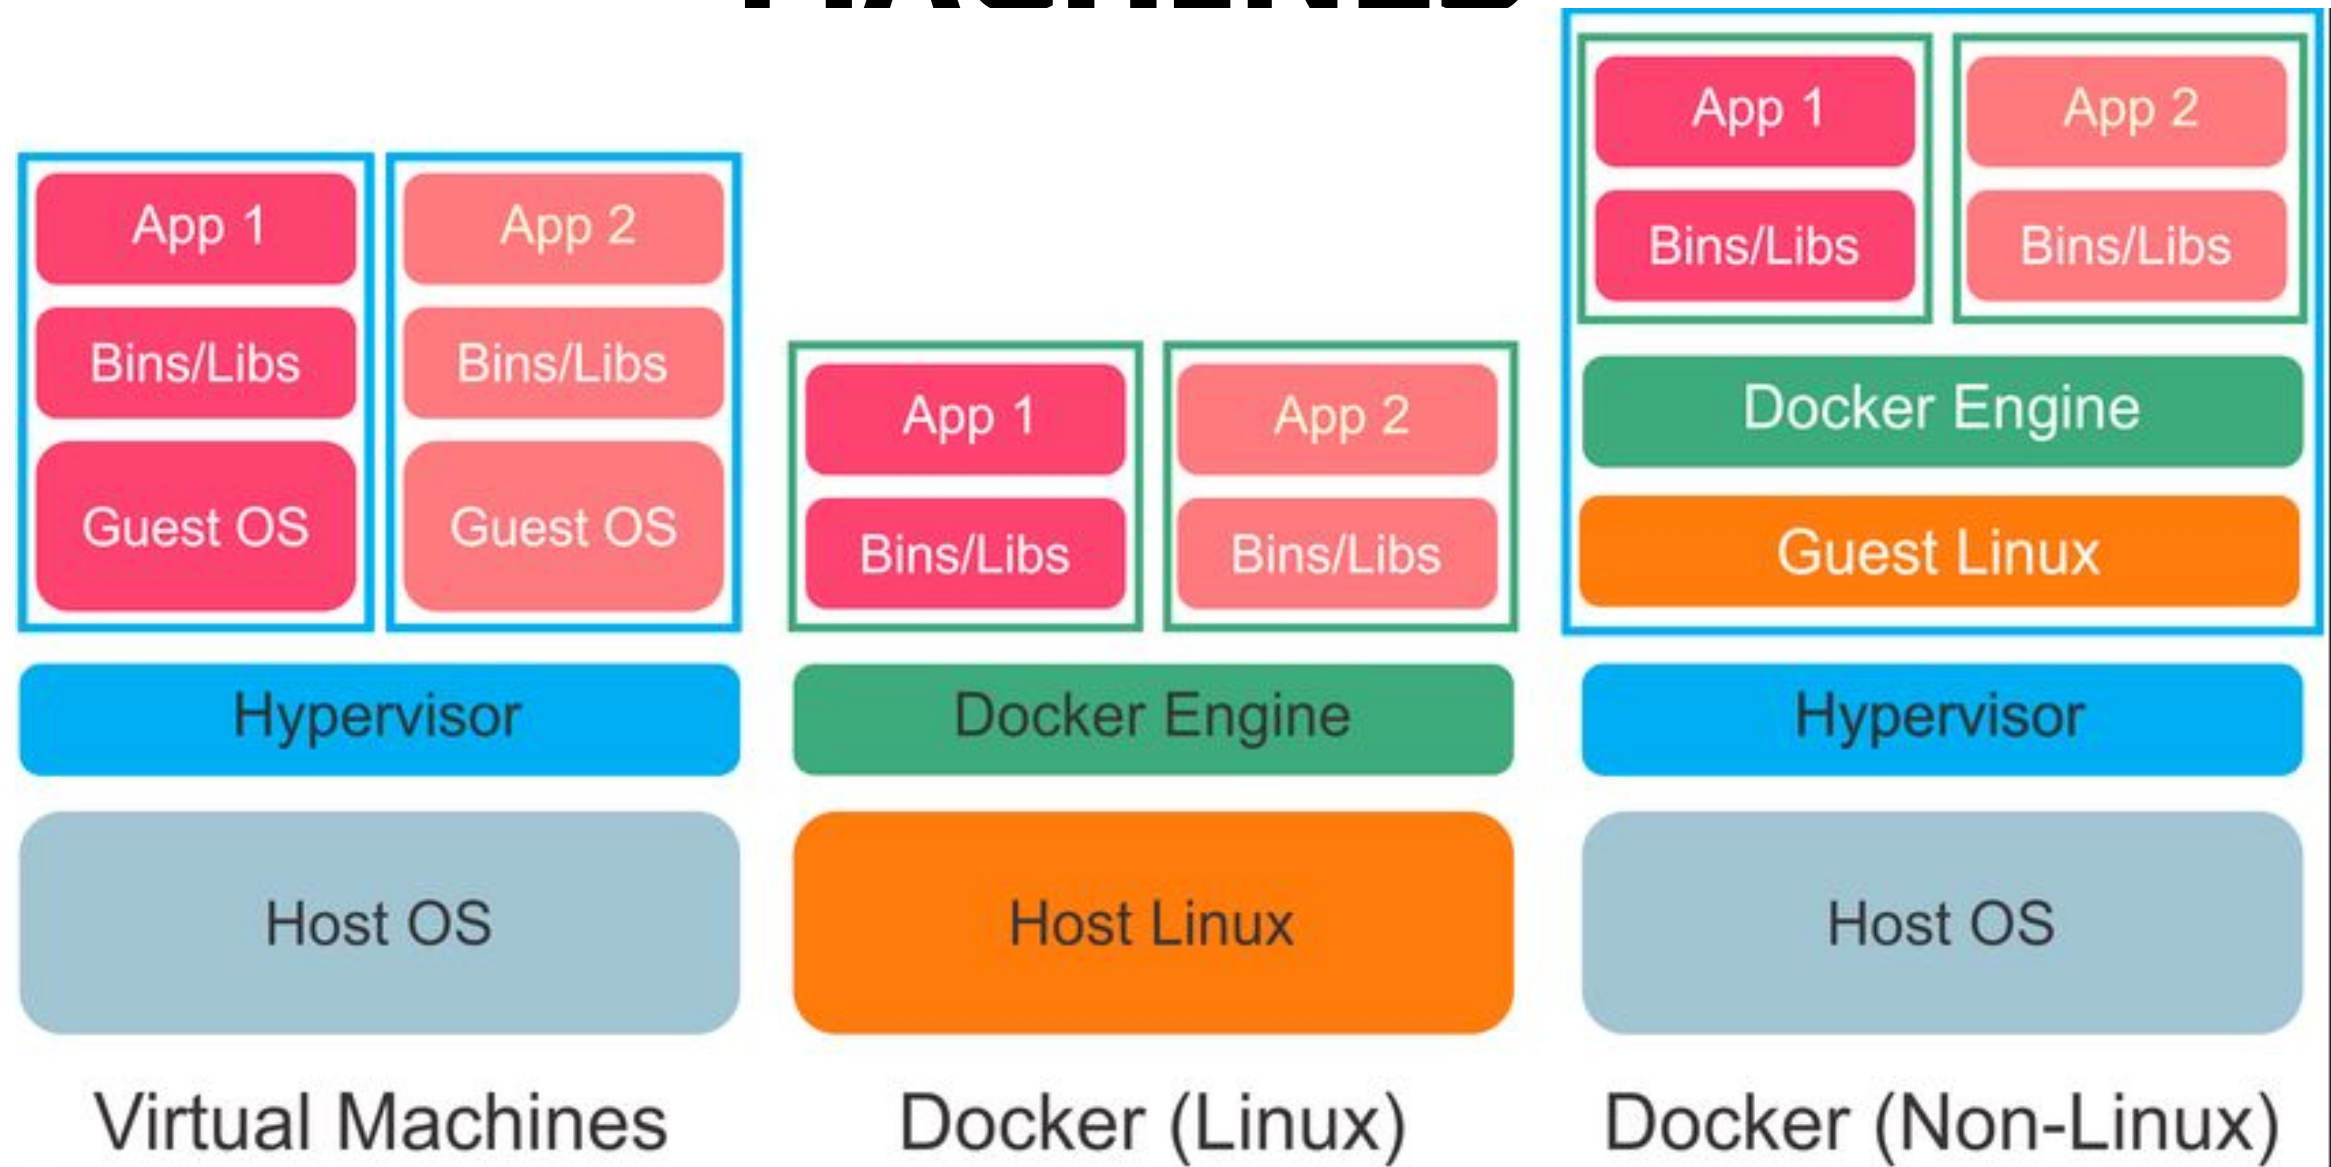 App 1
App 2
Bins/Libs
Bins/Libs
Guest OS
Guest OS
Hypervisor
Host OS
Virtual Machines
App 1
App 2
Bins/Libs
Bins/Libs
Docker Engine
Host Linux
Docker (Linux)
App 1
App 2
Bins/Libs
Bins/Libs
Docker Engine
Guest Linux
Hypervisor
Host OS
Docker (Non-Linux)